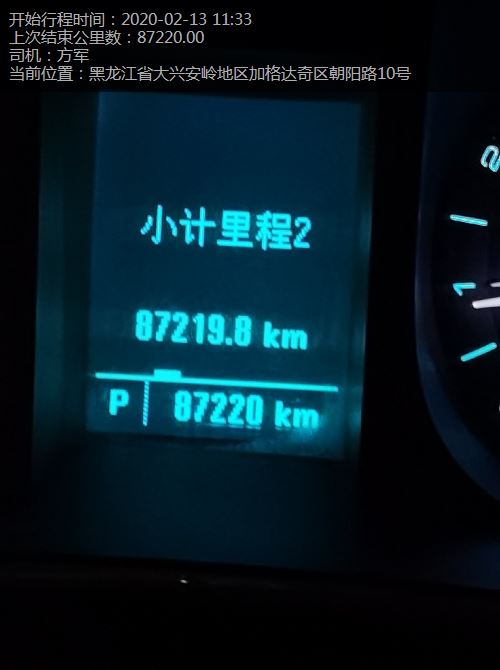 开始行程时间：2020-02-13 11:33
上次结束公里数：87220.00
司机：方军
当前位置：黑龙江省大兴安岭地区加格达奇区朝阳路10号
小计里程2
87219.8 km
P 87220 km
2
1